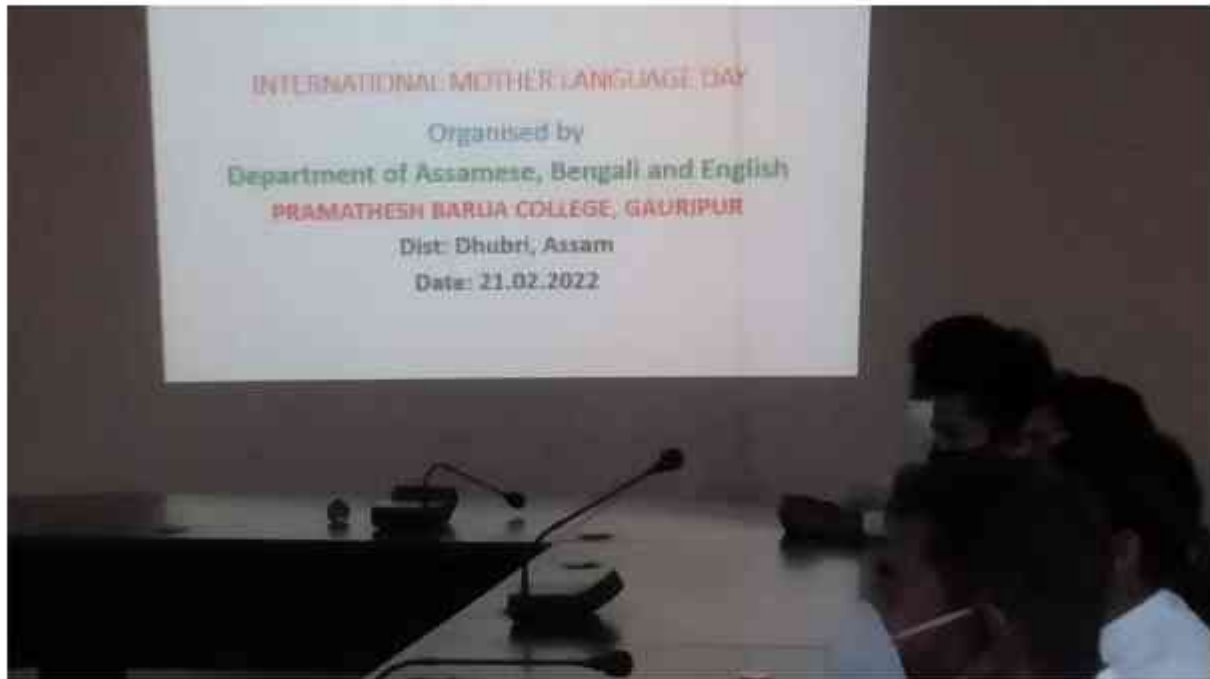 INTERNATIONAL MOTHER LANGUAGE DAY
Organised by
Department of Assamese, Bengali and English
PRAMATHESH BARUA COLLEGE, GAURIPUR
Dist: Dhubri, Assam
Date: 21.02.2022